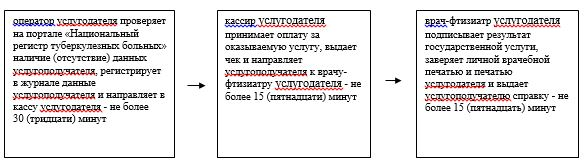 оператор услугодателя проверяет
на портале «Национальный
регистр туберкулезных больных»
наличие (отсутствие) данных
услугополучателя, регистрирует
в журнале данные
услугополучателя и направляет в
кассу услугодателя - не более
30 (тридцати) минут
кассир услугодателя
принимает оплату за
оказываемую услугу, выдает
чек и направляет
услугополучателя к врачу-
фтизиатру услугодателя - не
более 15 (пятнадцати) минут
врач-фтизиатр услугодателя
подписывает результат
государственной услуги,
заверяет личной врачебной
печатью и печатью
услугодателя и выдает
услугополучателю справку - не
более 15 (пятнадцать) минут